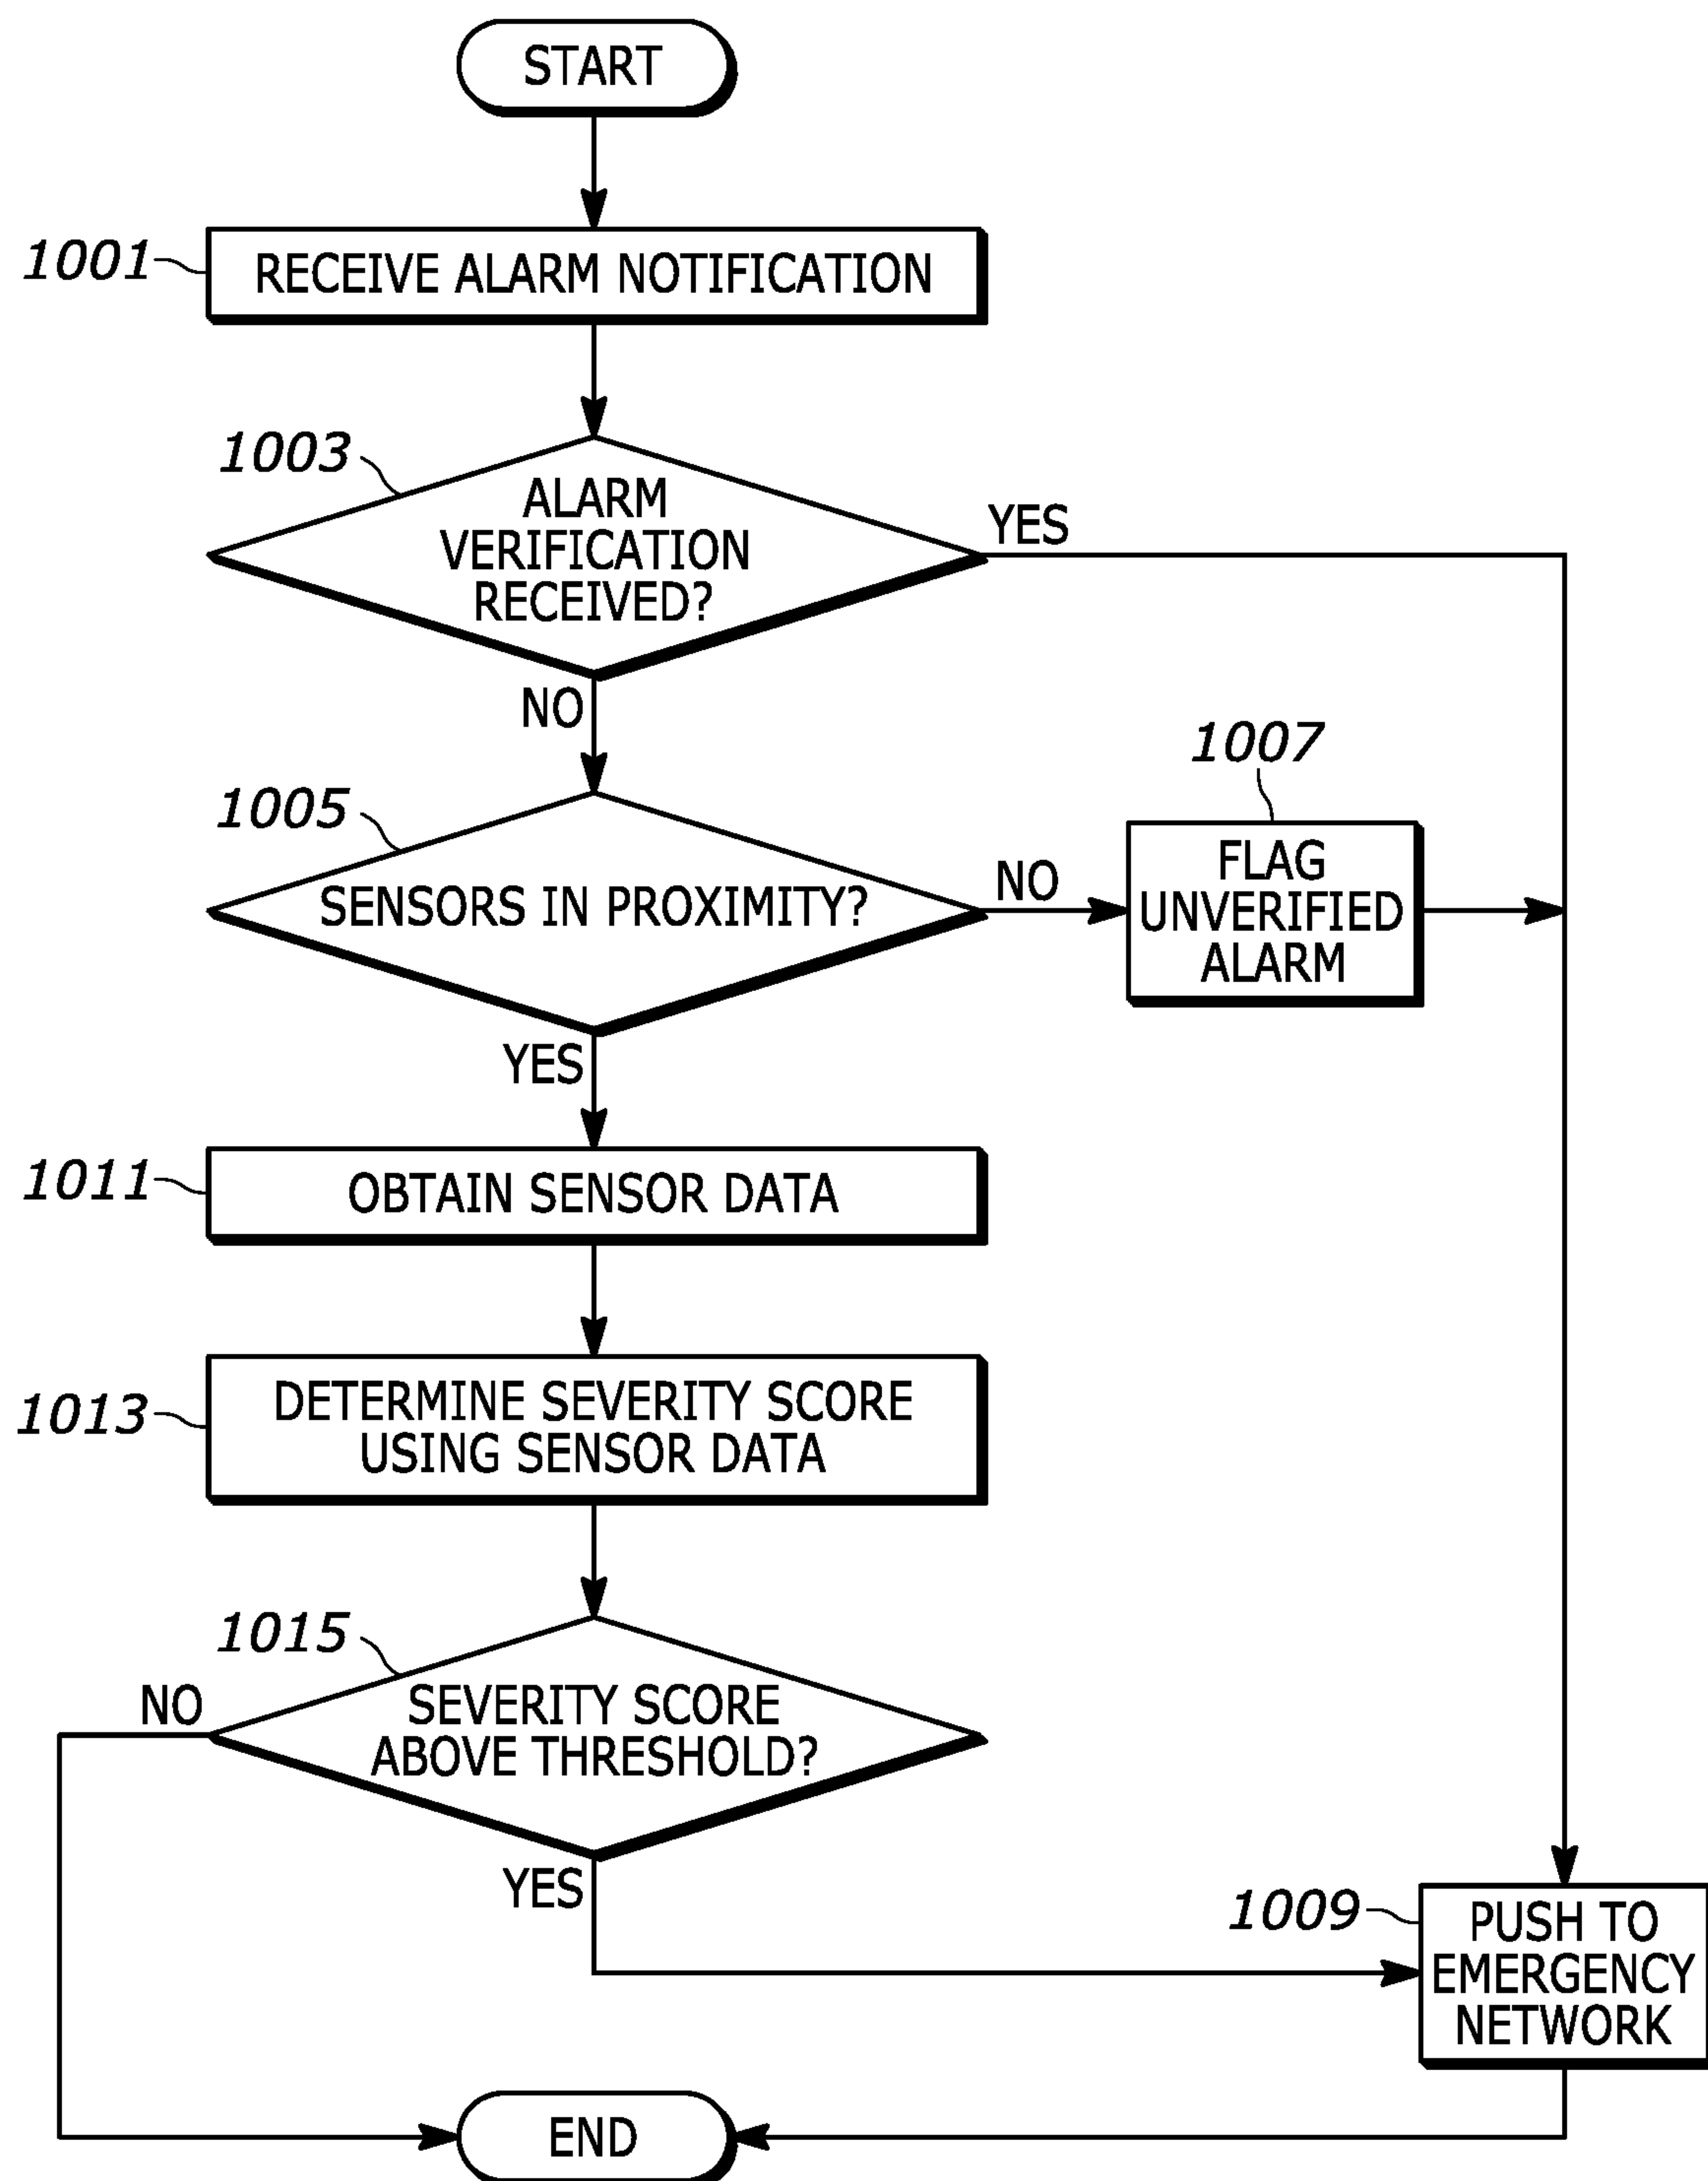 START
1001
RECEIVE ALARM NOTIFICATION
1003
ALARM
VERIFICATION
RECEIVED?
YES
NO
1005
SENSORS IN PROXIMITY?
NO
1007
FLAG
UNVERIFIED
ALARM
YES
1011
OBTAIN SENSOR DATA
1013
DETERMINE SEVERITY SCORE
USING SENSOR DATA
1015
NO
SEVERITY SCORE
ABOVE THRESHOLD?
YES
1009
PUSH TO
EMERGENCY
NETWORK
END